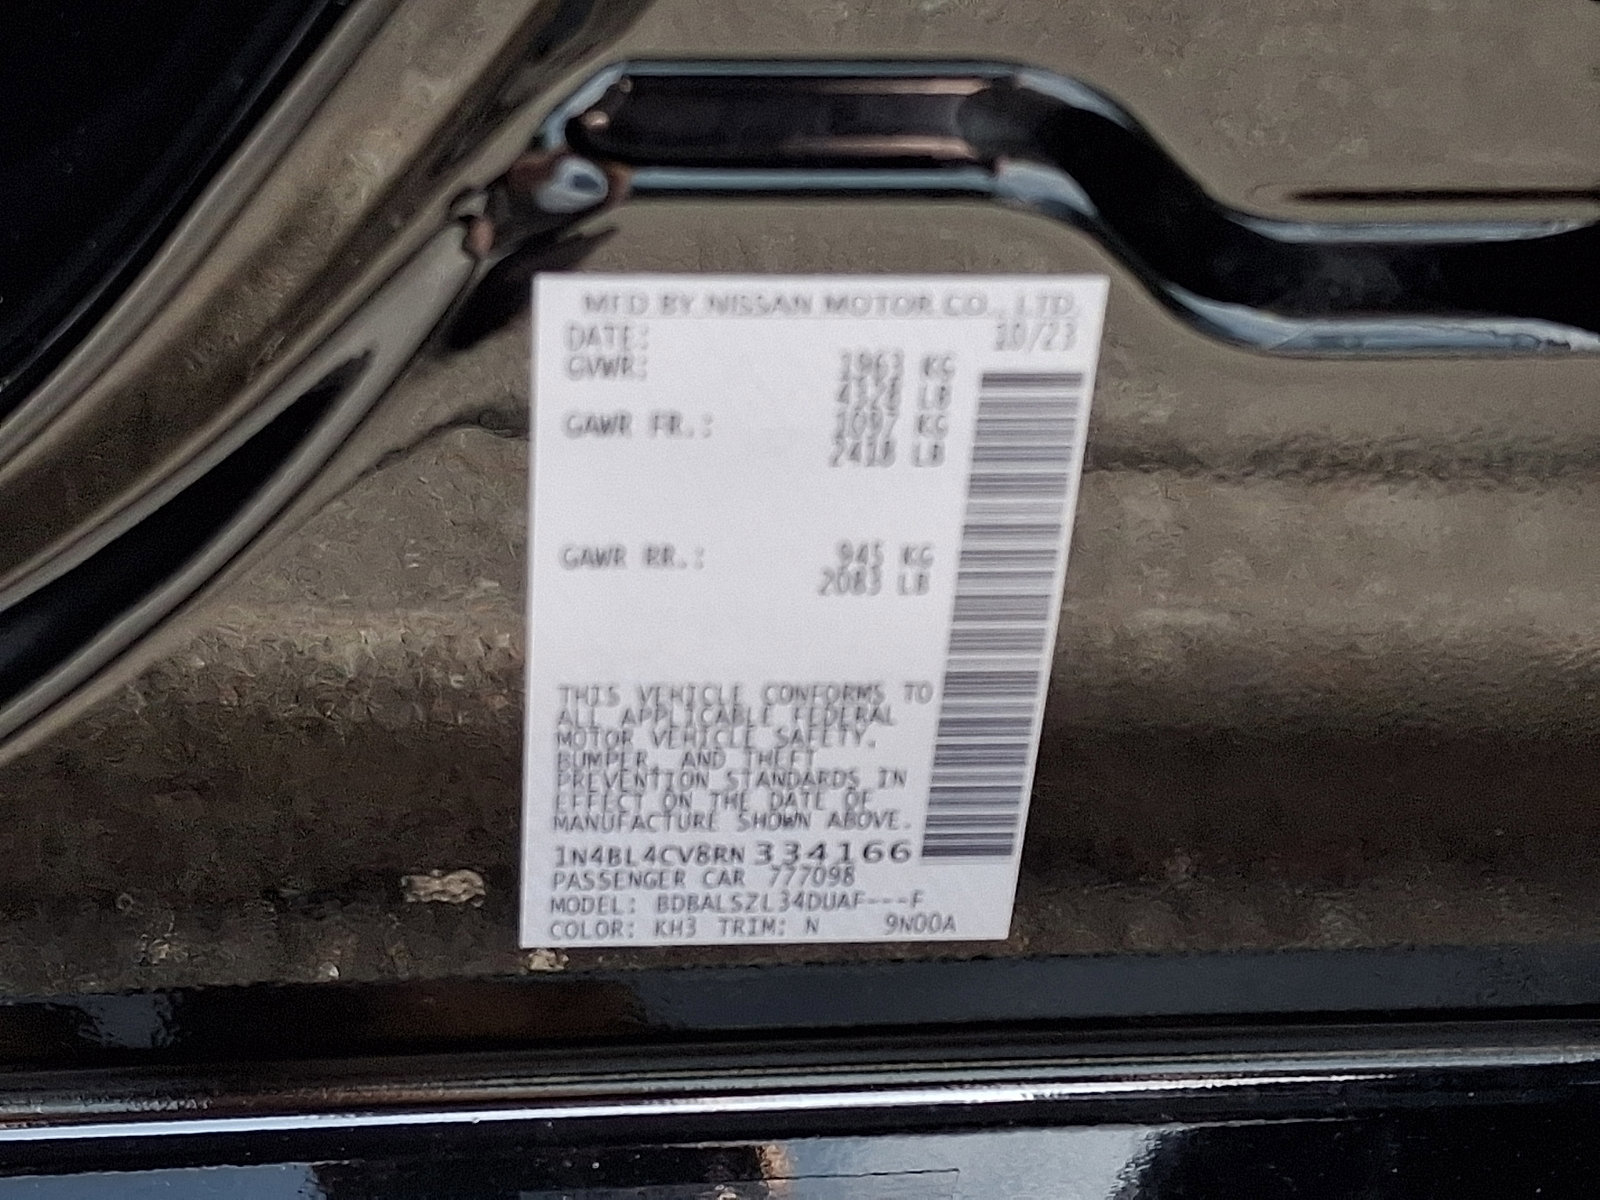 MFD BY NISSAN MOTOR CO., LTD.
DATE: 10/23
GVWR: 1963 KG
4328 LB
GAWR FR.: 1097 KG
2418 LB
GAWR RR.: 945 KG
2083 LB
THIS VEHICLE CONFORMS TO
ALL APPLICABLE FEDERAL
MOTOR VEHICLE SAFETY,
BUMPER, AND THEFT
PREVENTION STANDARDS IN
EFFECT ON THE DATE OF
MANUFACTURE SHOWN ABOVE.
1N4BL4CV8RN334166
PASSENGER CAR 777098
MODEL: BDBALSZL34DUAF---F
COLOR: KH3 TRIM: N 9N00A